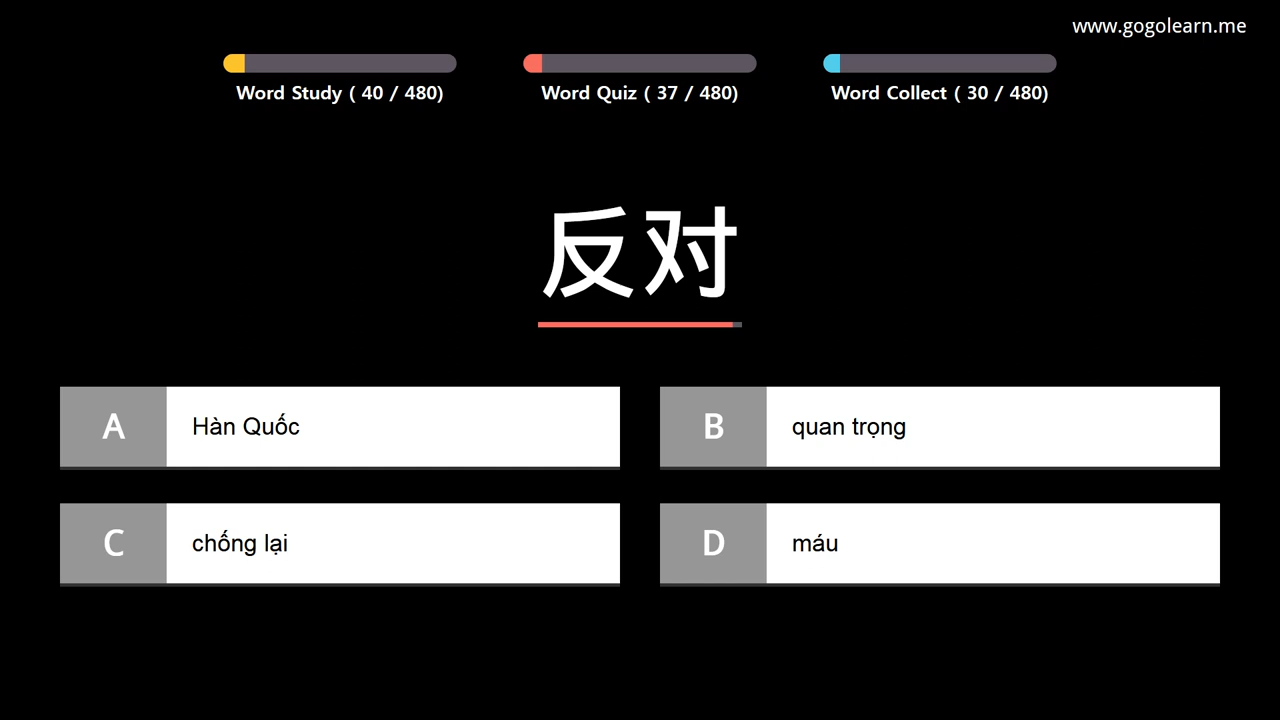 www.gogolearn.me
Word Study ( 40 / 480)
Word Quiz ( 37 / 480)
Word Collect ( 30 / 480)
反对
A
Hàn Quốc
B
quan trọng
C
chống lại
D
máu